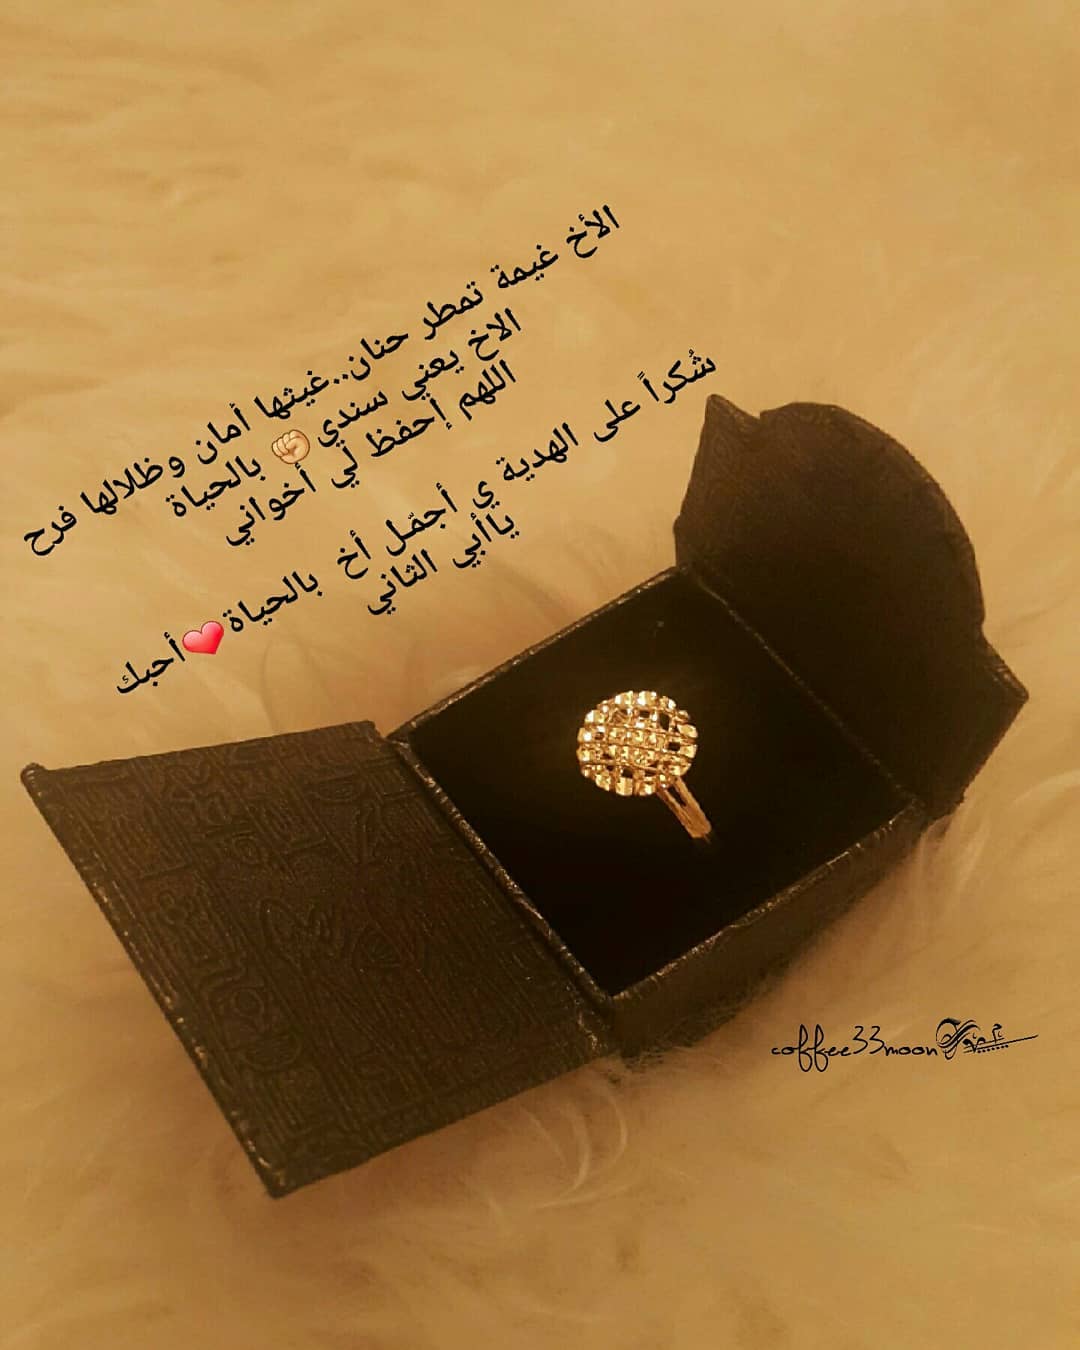 الأخ غيمة تمطر حنان..غيثها أمان وظلالها فرح
الاخ يعني سندي✊🏼 بالحياة
اللهم إحفظ لي أخواني
شُكراً على الهدية ي أجمّل أخ بالحياة❤أحبك
ياأبي الثاني
coffee33moon